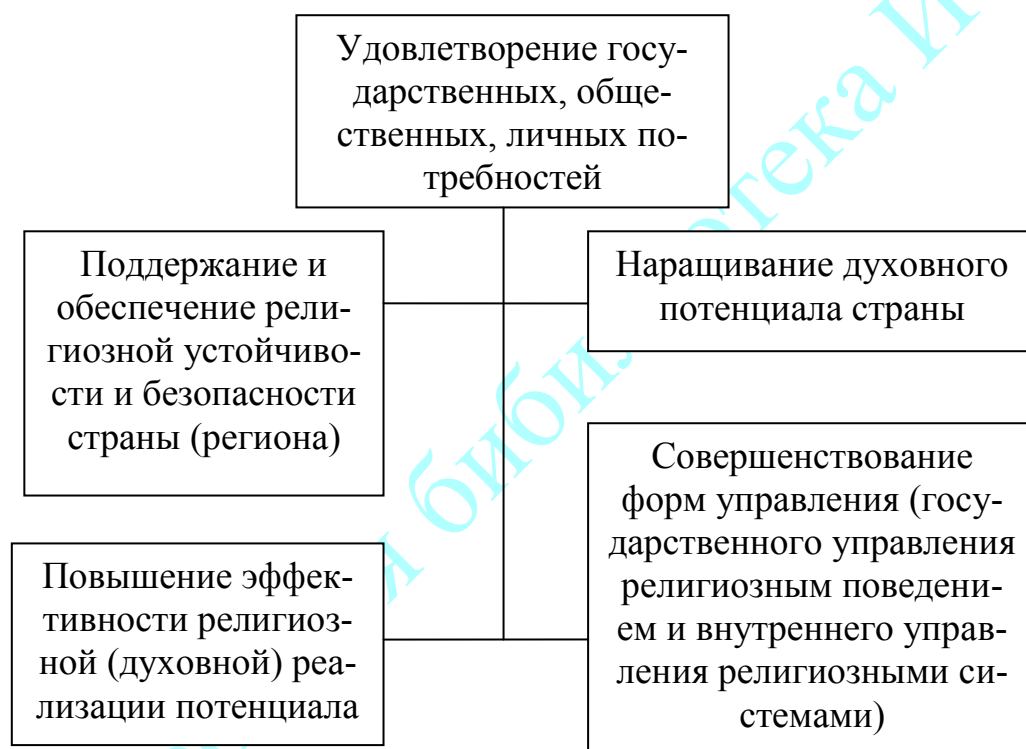 Удовлетворение госу-
дарственных, обще-
ственных, личных по-
требностей
Поддержание и
обеспечение рели-
гиозной устойчиво-
сти и безопасности
страны (региона)
Наращивание духовного
потенциала страны
Повышение эффек-
тивности религиоз-
ной (духовной) реа-
лизации потенциала
Совершенствование
форм управления (госу-
дарственного управления
религиозным поведени-
ем и внутреннего управ-
ления религиозными си-
стемами)